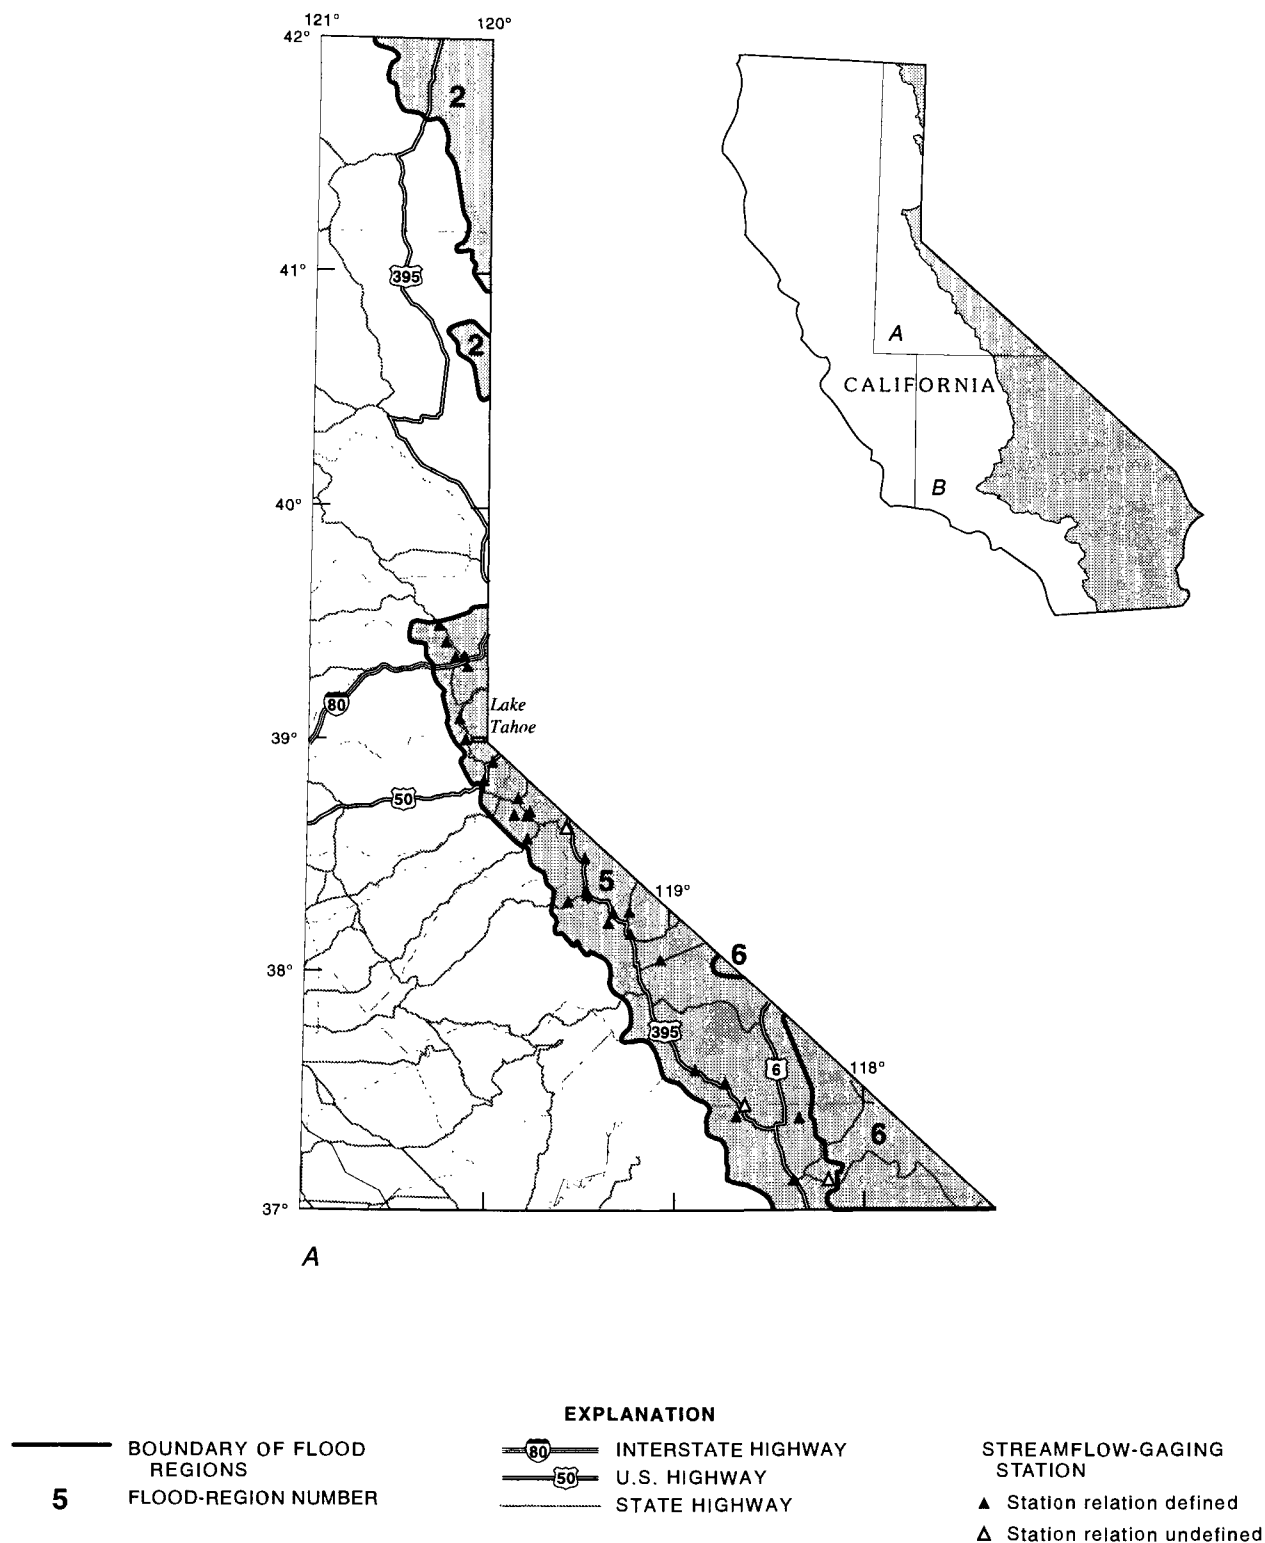 121°
120°
42°
2
41°
395
2
A
CALIFORNIA
B
40°
80
Lake
Tahoe
39°
50
5
119°
6
38°
395
6
118°
6
37°
A
EXPLANATION
BOUNDARY OF FLOOD
REGIONS
5 FLOOD-REGION NUMBER
80 INTERSTATE HIGHWAY
50 U.S. HIGHWAY
STATE HIGHWAY
STREAMFLOW-GAGING
STATION
Station relation defined
Station relation undefined